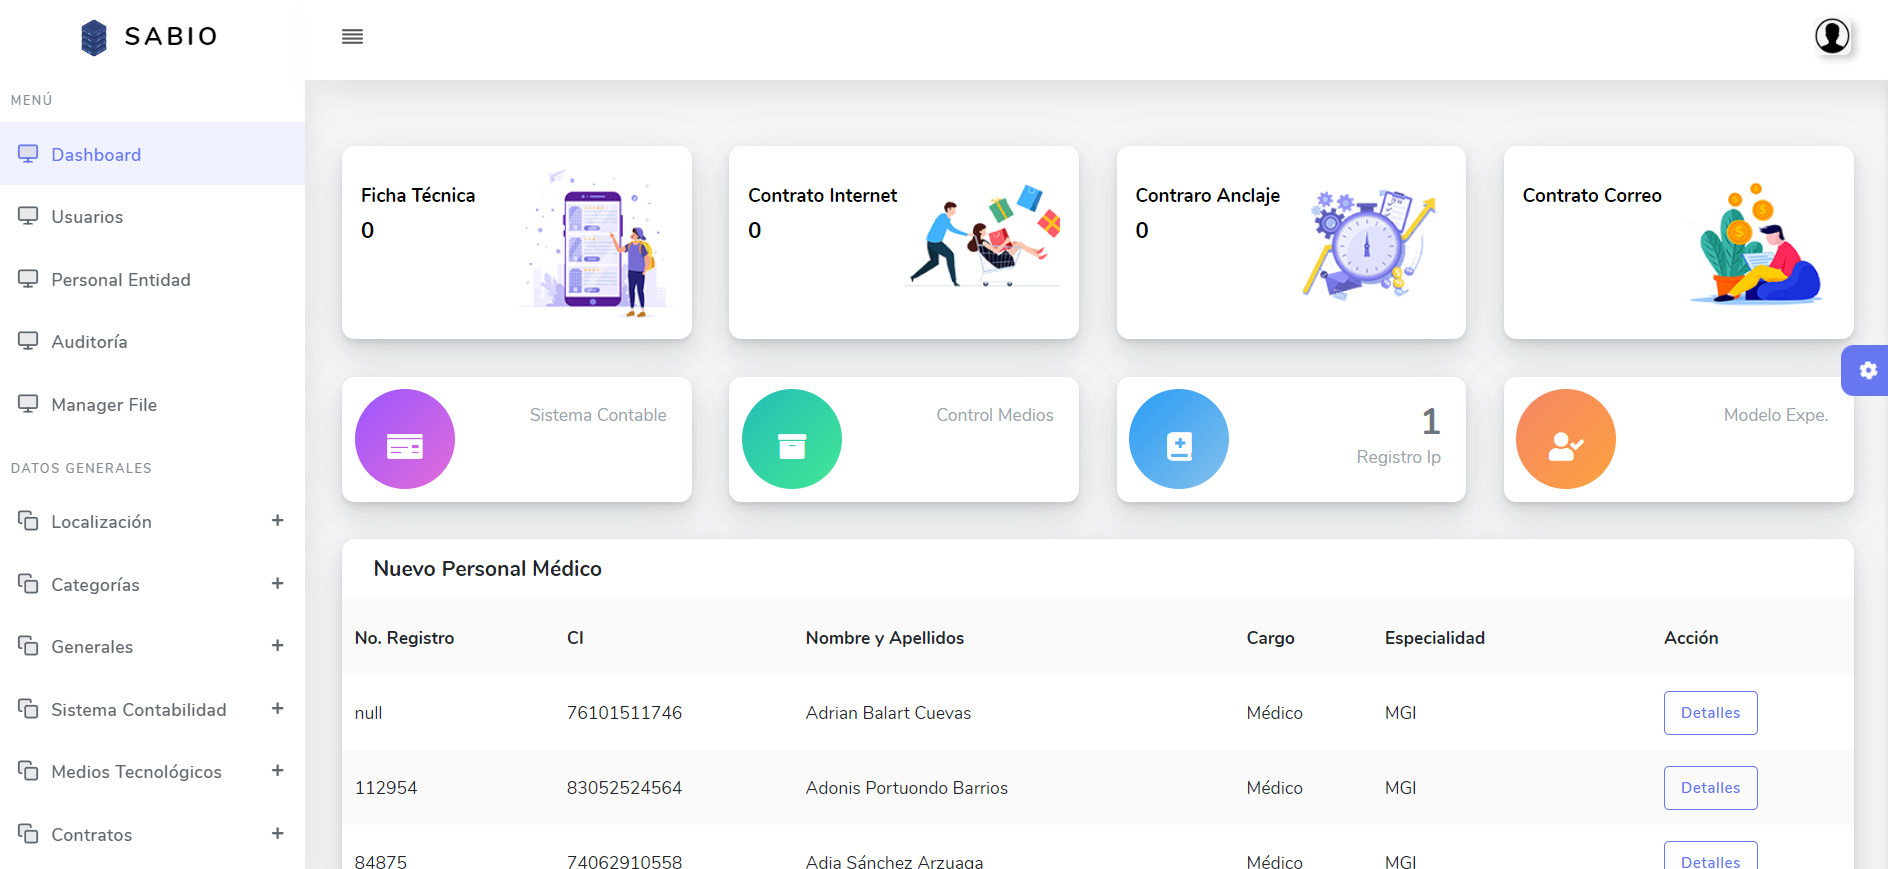 SABIO
MENÚ
Dashboard
Usuarios
Personal Entidad
Auditoría
Manager File
DATOS GENERALES
Localización +
Categorías +
Generales +
Sistema Contabilidad +
Medios Tecnológicos +
Contratos +
Ficha Técnica
0
Contrato Internet
0
Contraro Anclaje
0
Contrato Correo
Sistema Contable
Control Medios
1
Registro Ip
Modelo Expe.
Nuevo Personal Médico
No. Registro CI Nombre y Apellidos Cargo Especialidad Acción
null 76101511746 Adrian Balart Cuevas Médico MGI Detalles
112954 83052524564 Adonis Portuondo Barrios Médico MGI Detalles
84875 74062910558 Adia Sánchez Arzuaga Médico MGI Detalles